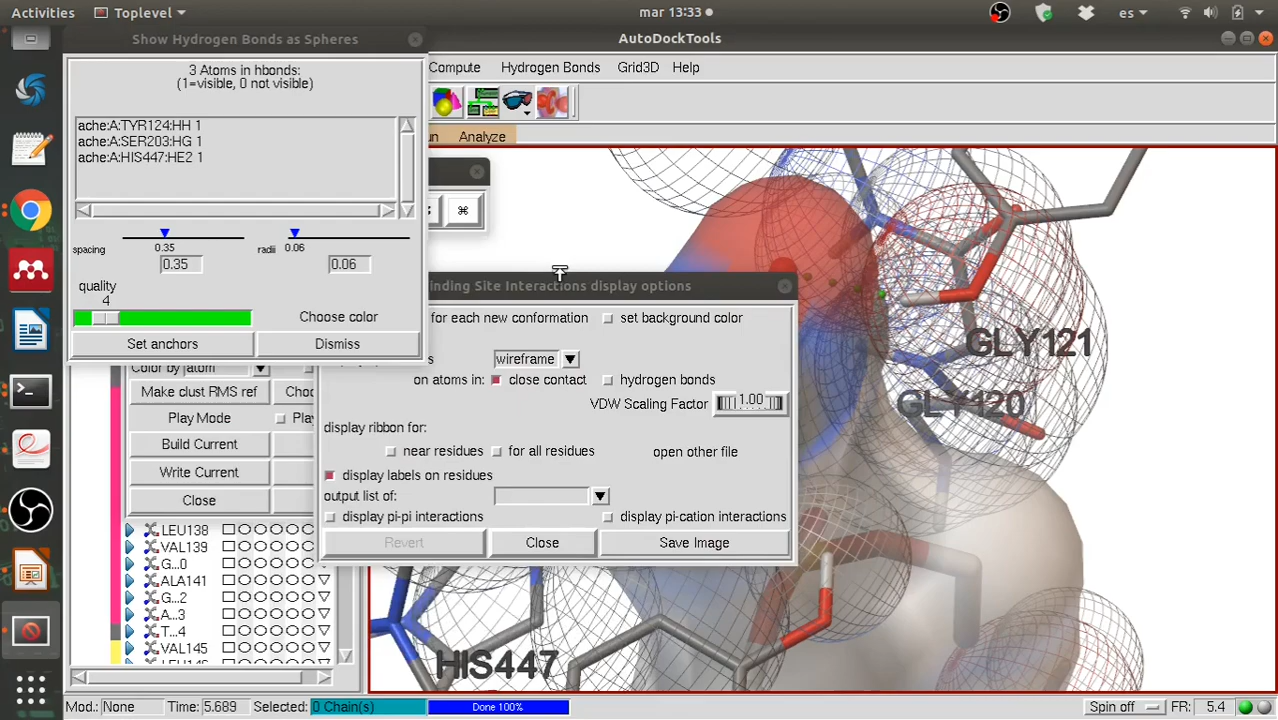 Activities
Toplevel
mar 13:33
es
Show Hydrogen Bonds as Spheres
AutoDockTools
3 Atoms in hbonds:
(1=visible, 0 not visible)
Compute
Hydrogen Bonds
Grid3D
Help
ache:A:TYR124:HH 1
ache:A:SER203:HG 1
ache:A:HIS447:HE2 1
Analyze
spacing
0.35
0.35
radii
0.06
0.06
quality
4
Choose color
Set anchors
Dismiss
inding Site Interactions display options
for each new conformation
set background color
wireframe
on atoms in:
close contact
hydrogen bonds
VDW Scaling Factor
1.00
display ribbon for:
near residues
for all residues
open other file
display labels on residues
output list of:
display pi-pi interactions
display pi-cation interactions
Revert
Close
Save Image
Color by
atom
Make clust RMS ref
Play Mode
Build Current
Write Current
Close
LEU138
VAL139
G...0
ALA141
G...2
A...3
T...4
VAL145
GLY121
GLY120
HIS447
Mod.:
None
Time:
5.689
Selected:
0 Chain(s)
Done 100%
Spin off
FR:
5.4